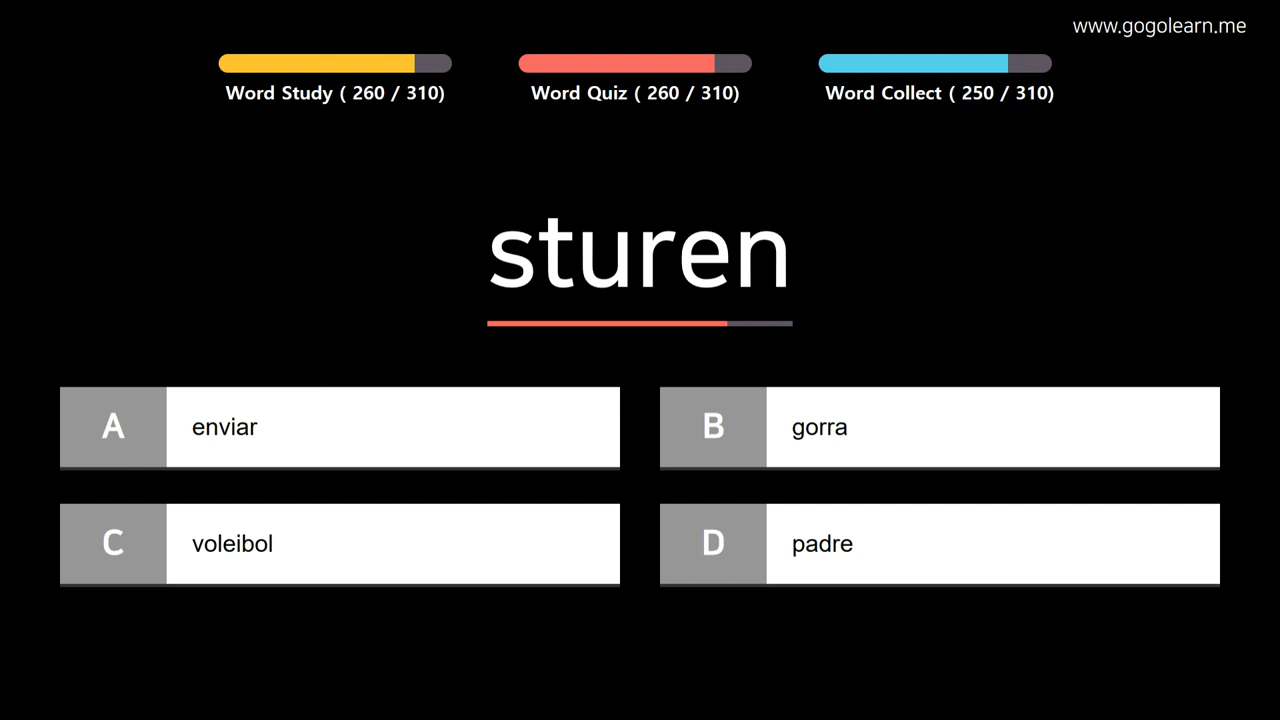 www.gogolearn.me
Word Study ( 260 / 310)
Word Quiz ( 260 / 310)
Word Collect ( 250 / 310)
sturen
A enviar
B gorra
C voleibol
D padre